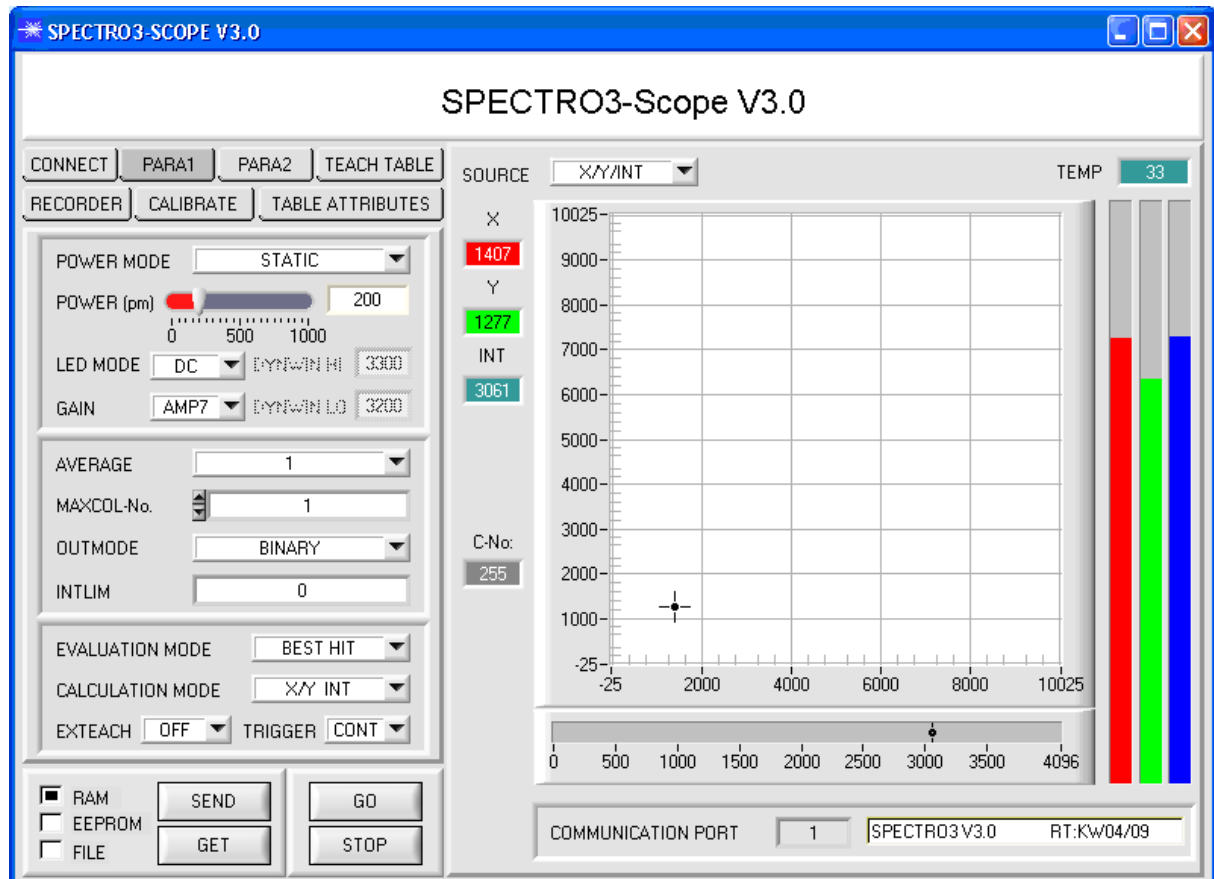 SPECTRO3-SCOPE V3.0
SPECTRO3-Scope V3.0
CONNECT PARA1 PARA2 TEACH TABLE
RECORDER CALIBRATE TABLE ATTRIBUTES
POWER MODE STATIC
POWER (pm) 200
0 500 1000
LED MODE DC DYNWIN HI 3300
GAIN AMP7 DYNWIN LO 3200
AVERAGE 1
MAXCOL-No. 1
OUTMODE BINARY
INTLIM 0
EVALUATION MODE BEST HIT
CALCULATION MODE X/Y INT
EXTEACH OFF TRIGGER CONT
RAM
EEPROM
FILE
SEND GO
GET STOP
SOURCE X/Y/INT TEMP 33
X
1407
Y
1277
INT
3061
C-No:
255
10025
9000
8000
7000
6000
5000
4000
3000
2000
1000
-25
-25 2000 4000 6000 8000 10025
0 500 1000 1500 2000 2500 3000 3500 4096
COMMUNICATION PORT 1 SPECTRO3 V3.0 RT:KW04/09